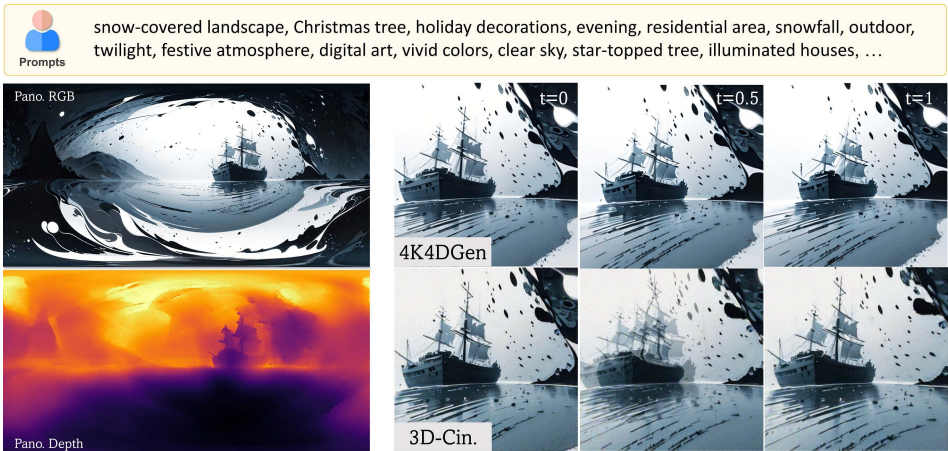 snow-covered landscape, Christmas tree, holiday decorations, evening, residential area, snowfall, outdoor,
twilight, festive atmosphere, digital art, vivid colors, clear sky, star-topped tree, illuminated houses, …
Prompts
Pano. RGB
t=0
t=0.5
t=1
4K4DGen
3D-Cin.
Pano. Depth